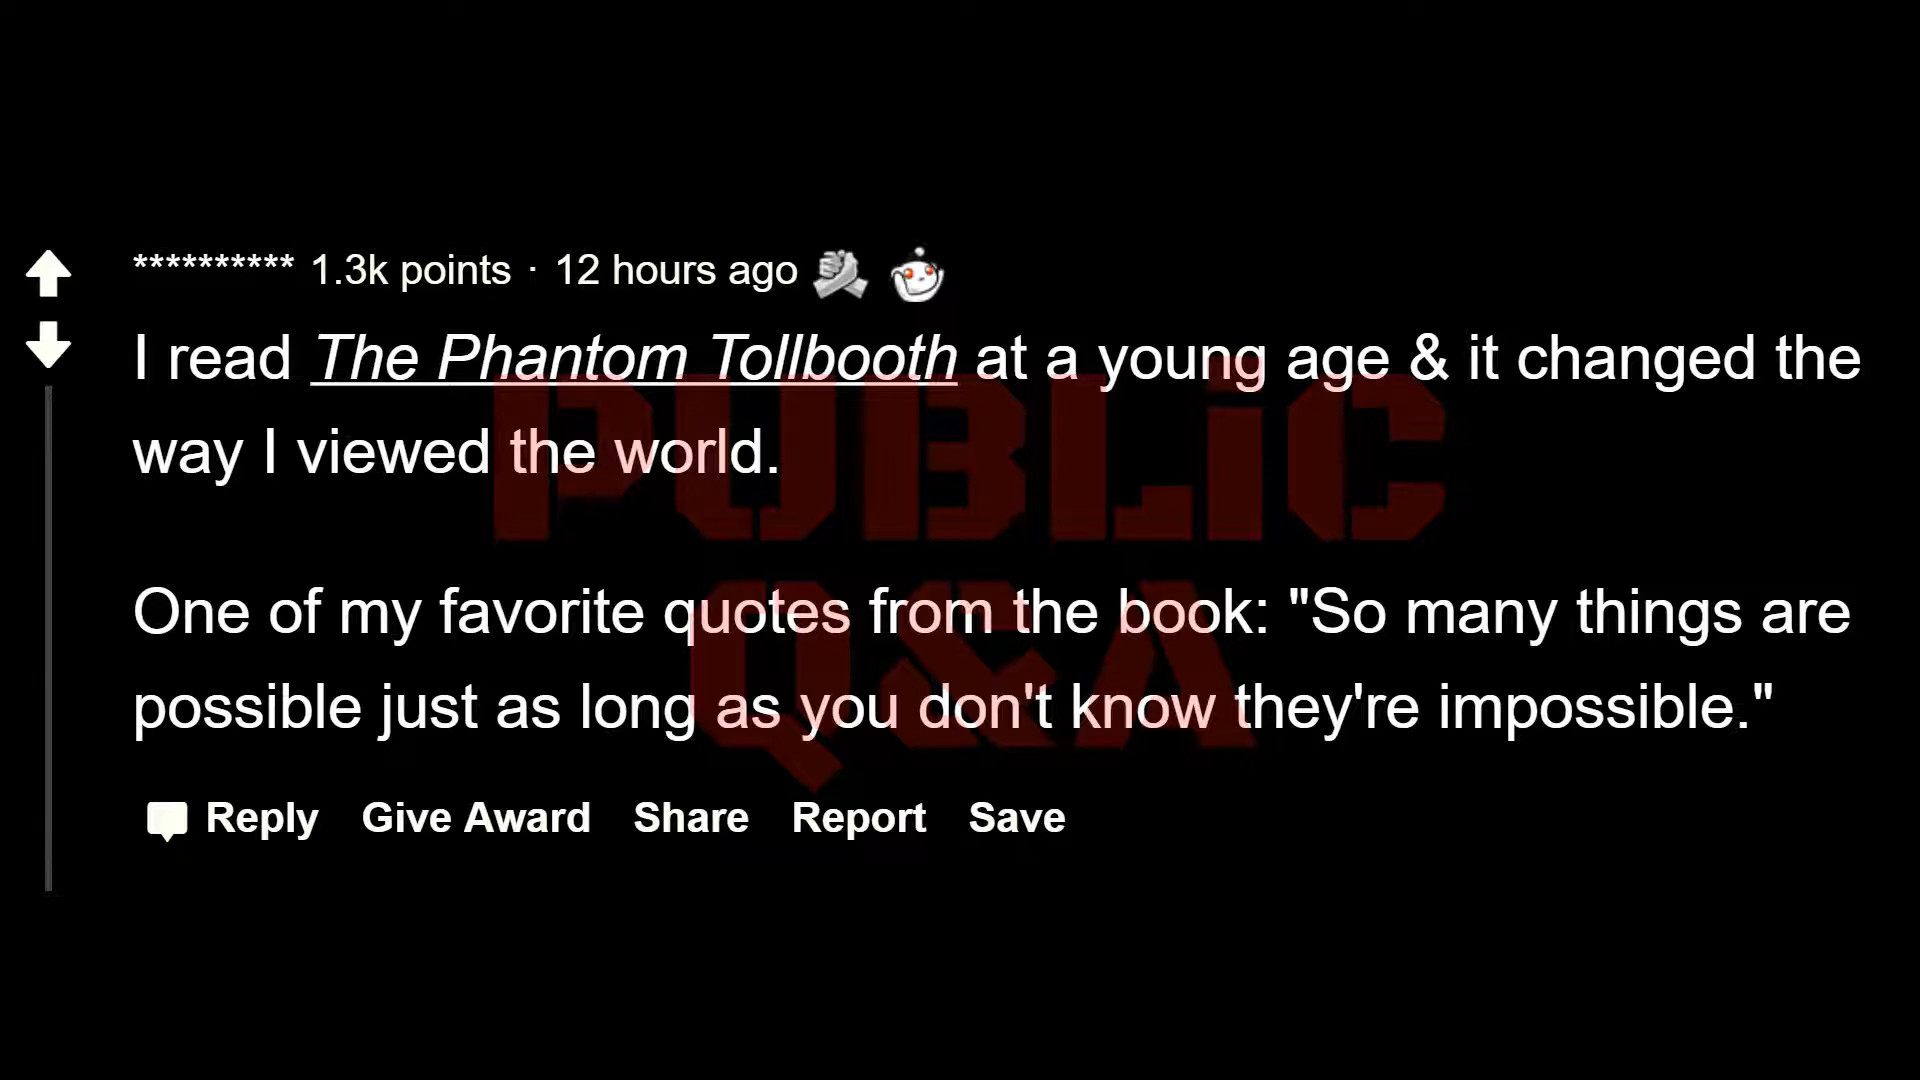 ********** 1.3k points · 12 hours ago
I read The Phantom Tollbooth at a young age & it changed the
way I viewed the world.
One of my favorite quotes from the book: "So many things are
possible just as long as you don't know they're impossible."
Reply Give Award Share Report Save
PUBLiC
Q&A